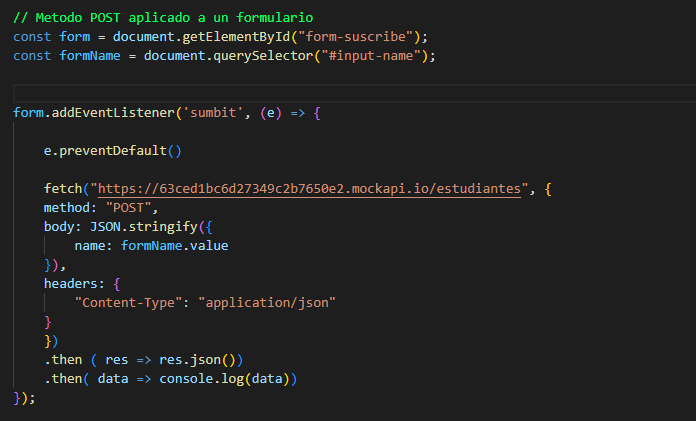 // Metodo POST aplicado a un formulario
const form = document.getElementById("form-suscribe");
const formName = document.querySelector("#input-name");
form.addEventListener('sumbit', (e) => {
e.preventDefault()
fetch("https://63ced1bc6d27349c2b7650e2.mockapi.io/estudiantes", {
method: "POST",
body: JSON.stringify({
name: formName.value
}),
headers: {
"Content-Type": "application/json"
}
})
.then ( res => res.json())
.then( data => console.log(data))
});